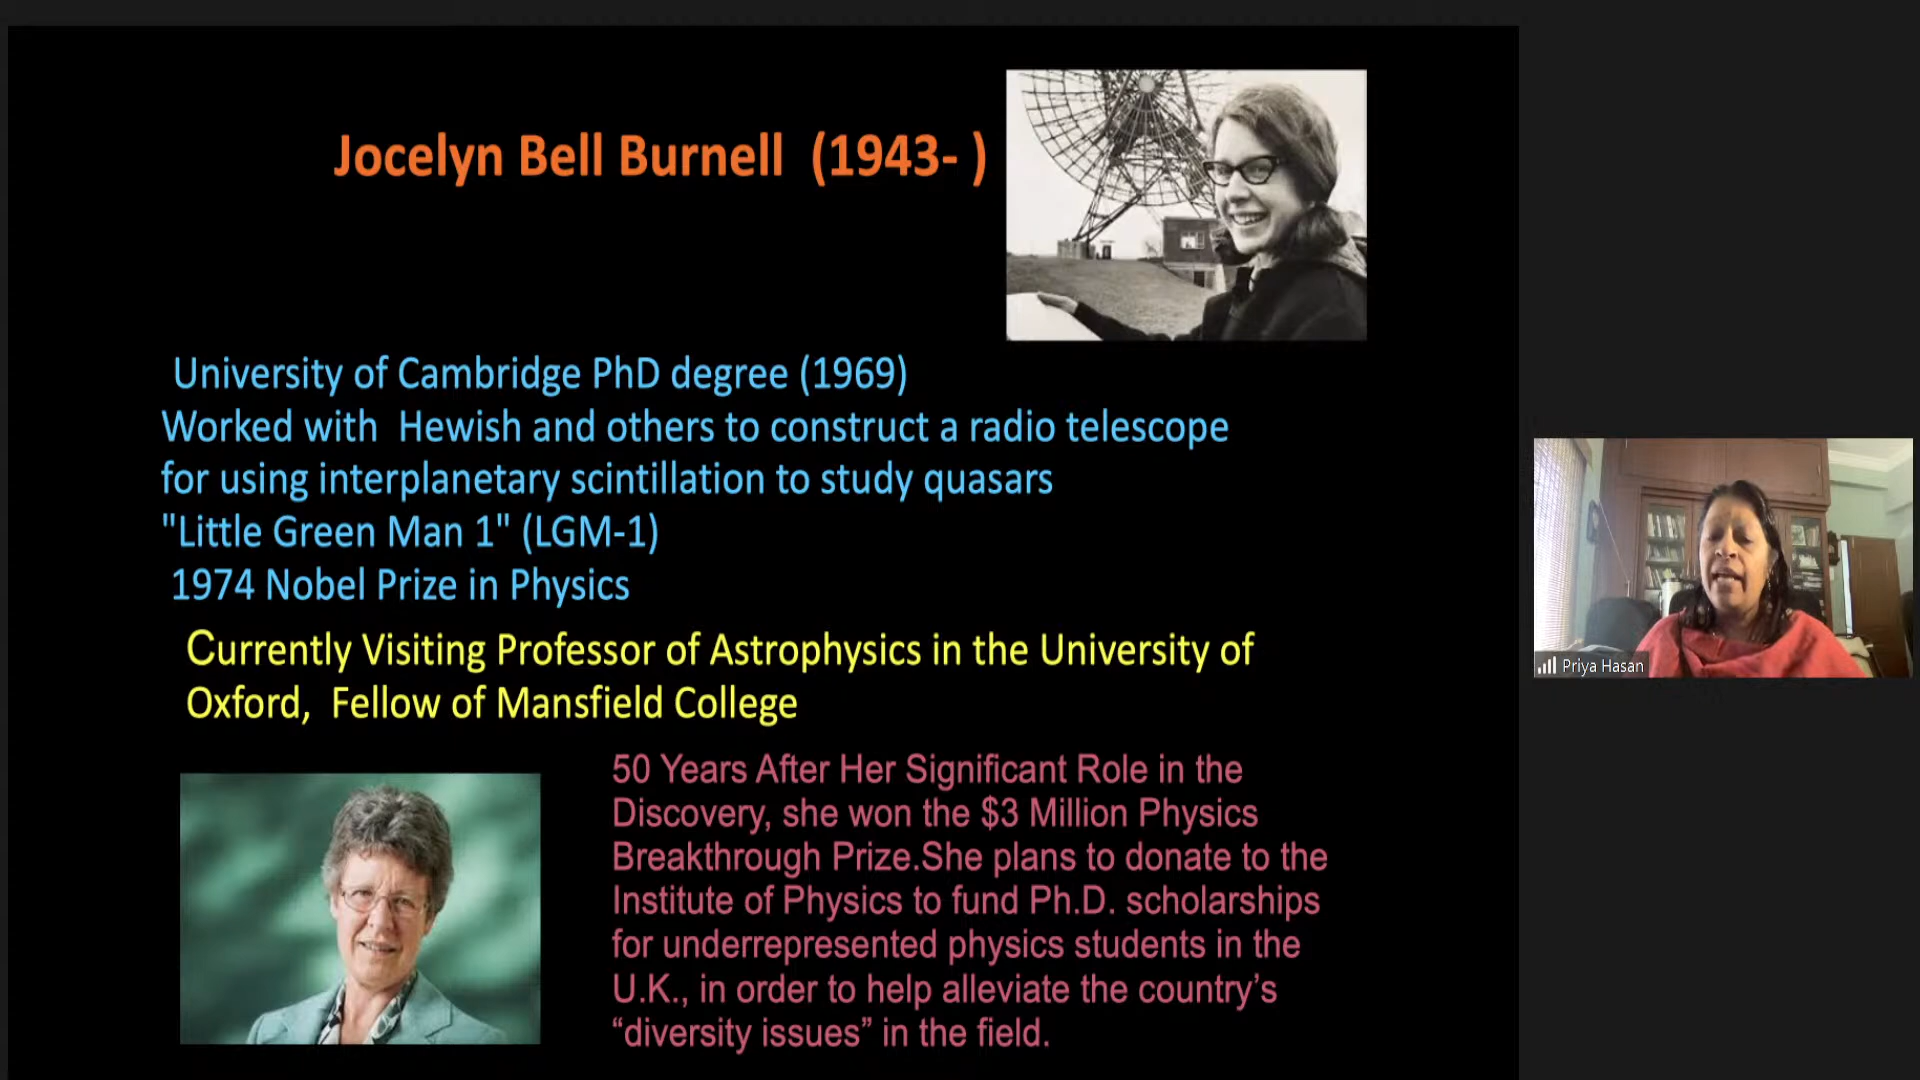 Jocelyn Bell Burnell (1943- )
University of Cambridge PhD degree (1969)
Worked with Hewish and others to construct a radio telescope
for using interplanetary scintillation to study quasars
"Little Green Man 1" (LGM-1)
1974 Nobel Prize in Physics
Currently Visiting Professor of Astrophysics in the University of
Oxford, Fellow of Mansfield College
50 Years After Her Significant Role in the
Discovery, she won the $3 Million Physics
Breakthrough Prize.She plans to donate to the
Institute of Physics to fund Ph.D. scholarships
for underrepresented physics students in the
U.K., in order to help alleviate the country’s
“diversity issues” in the field.
Priya Hasan